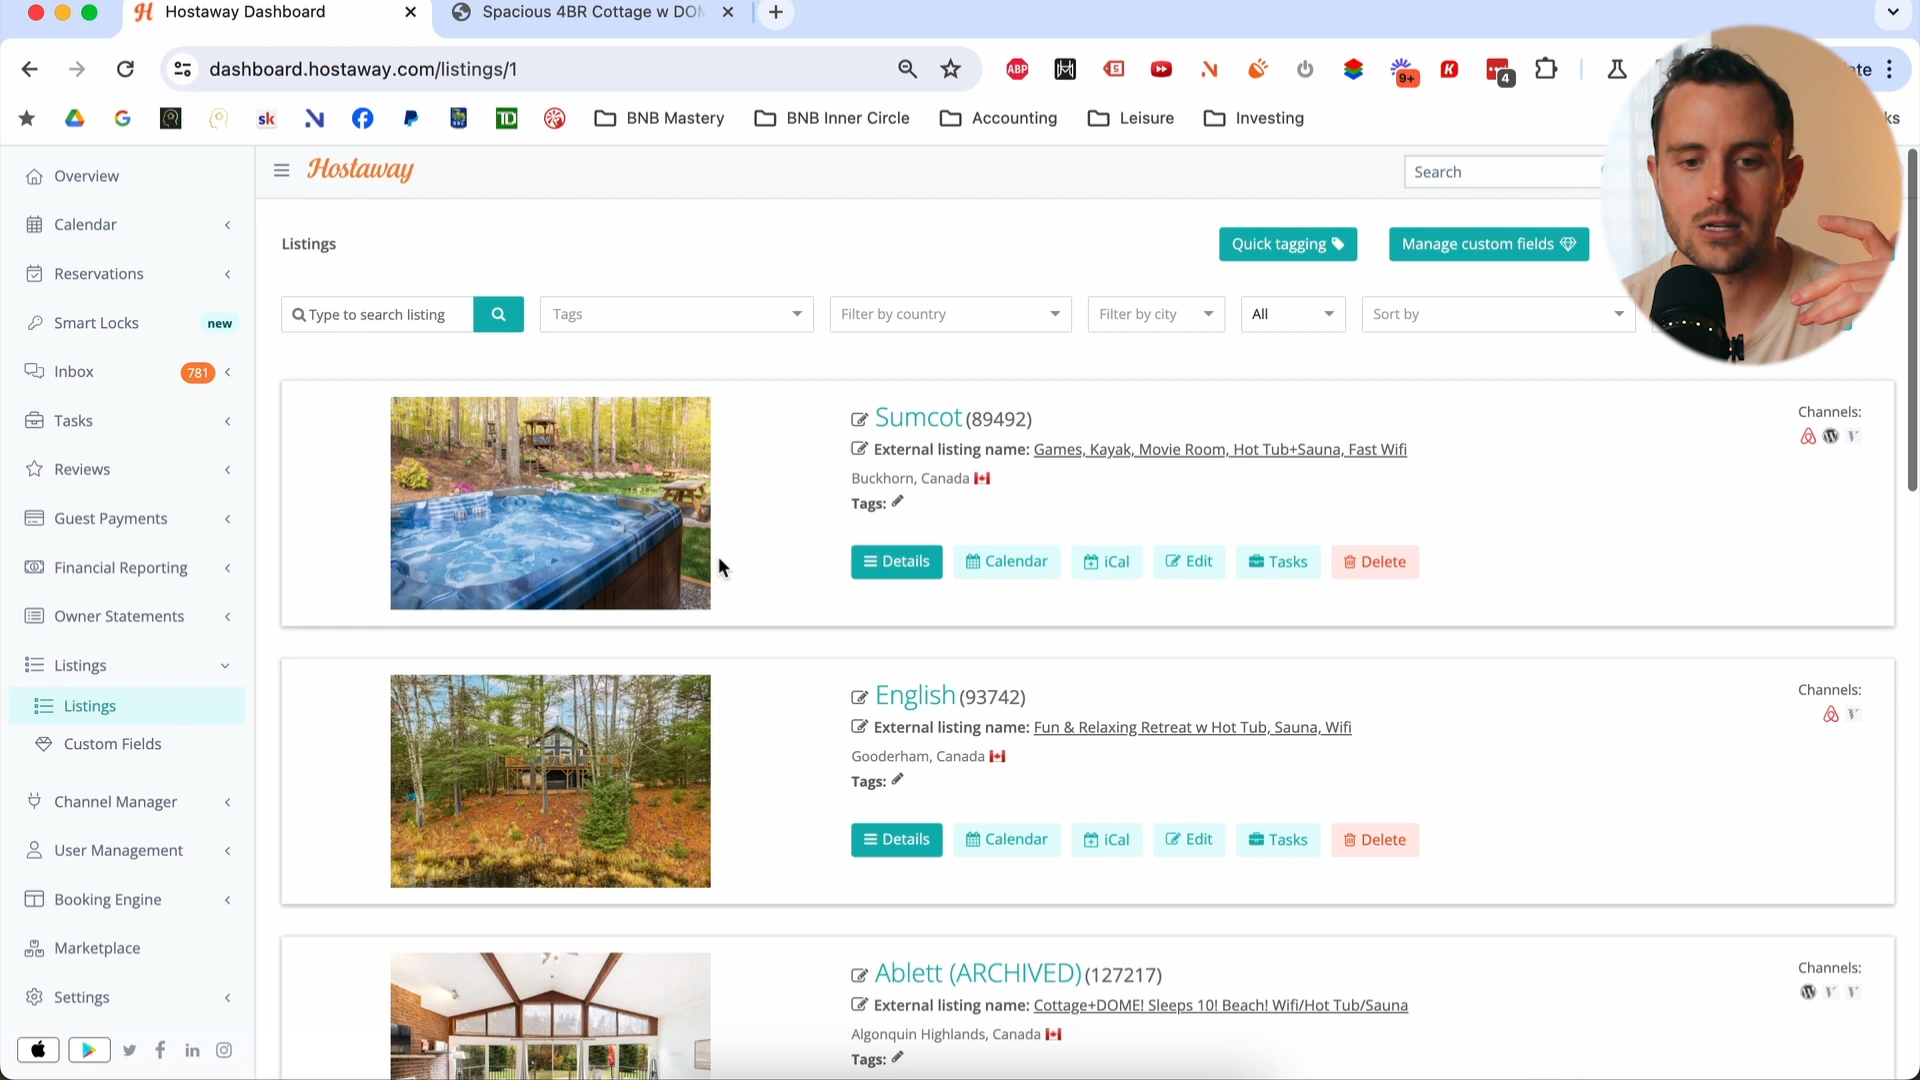 Hostaway Dashboard
Spacious 4BR Cottage w DO
dashboard.hostaway.com/listings/1
ABP
5
9+
K
4
sk
TD
BNB Mastery
BNB Inner Circle
Accounting
Leisure
Investing
Overview
Calendar
Reservations
Smart Locks new
Inbox 781
Tasks
Reviews
Guest Payments
Financial Reporting
Owner Statements
Listings
Listings
Custom Fields
Channel Manager
User Management
Booking Engine
Marketplace
Settings
Hostaway
Search
Listings
Quick tagging
Manage custom fields
Type to search listing
Tags
Filter by country
Filter by city
All
Sort by
Sumcot (89492)
External listing name: Games, Kayak, Movie Room, Hot Tub+Sauna, Fast Wifi
Buckhorn, Canada
Tags:
Details Calendar iCal Edit Tasks Delete
Channels:
English (93742)
External listing name: Fun & Relaxing Retreat w Hot Tub, Sauna, Wifi
Gooderham, Canada
Tags:
Details Calendar iCal Edit Tasks Delete
Channels:
Ablett (ARCHIVED) (127217)
External listing name: Cottage+DOME! Sleeps 10! Beach! Wifi/Hot Tub/Sauna
Algonquin Highlands, Canada
Tags:
Channels: